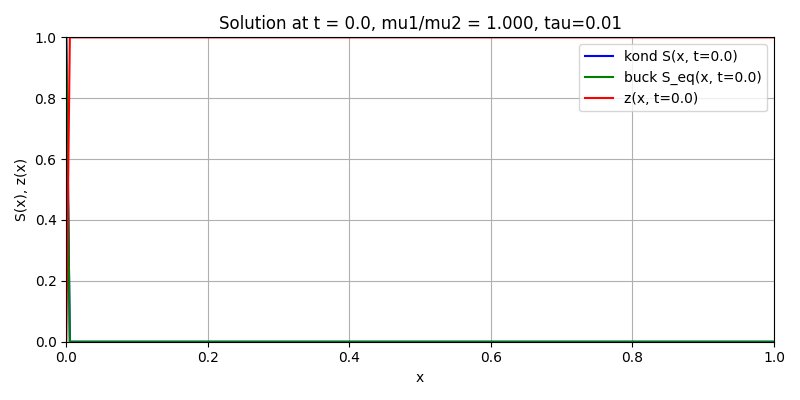 Solution at t = 0.0, mu1/mu2 = 1.000, tau=0.01
kond S(x, t=0.0)
buck S_eq(x, t=0.0)
z(x, t=0.0)
S(x), z(x)
1.0
0.8
0.6
0.4
0.2
0.0
0.0 0.2 0.4 0.6 0.8 1.0
x